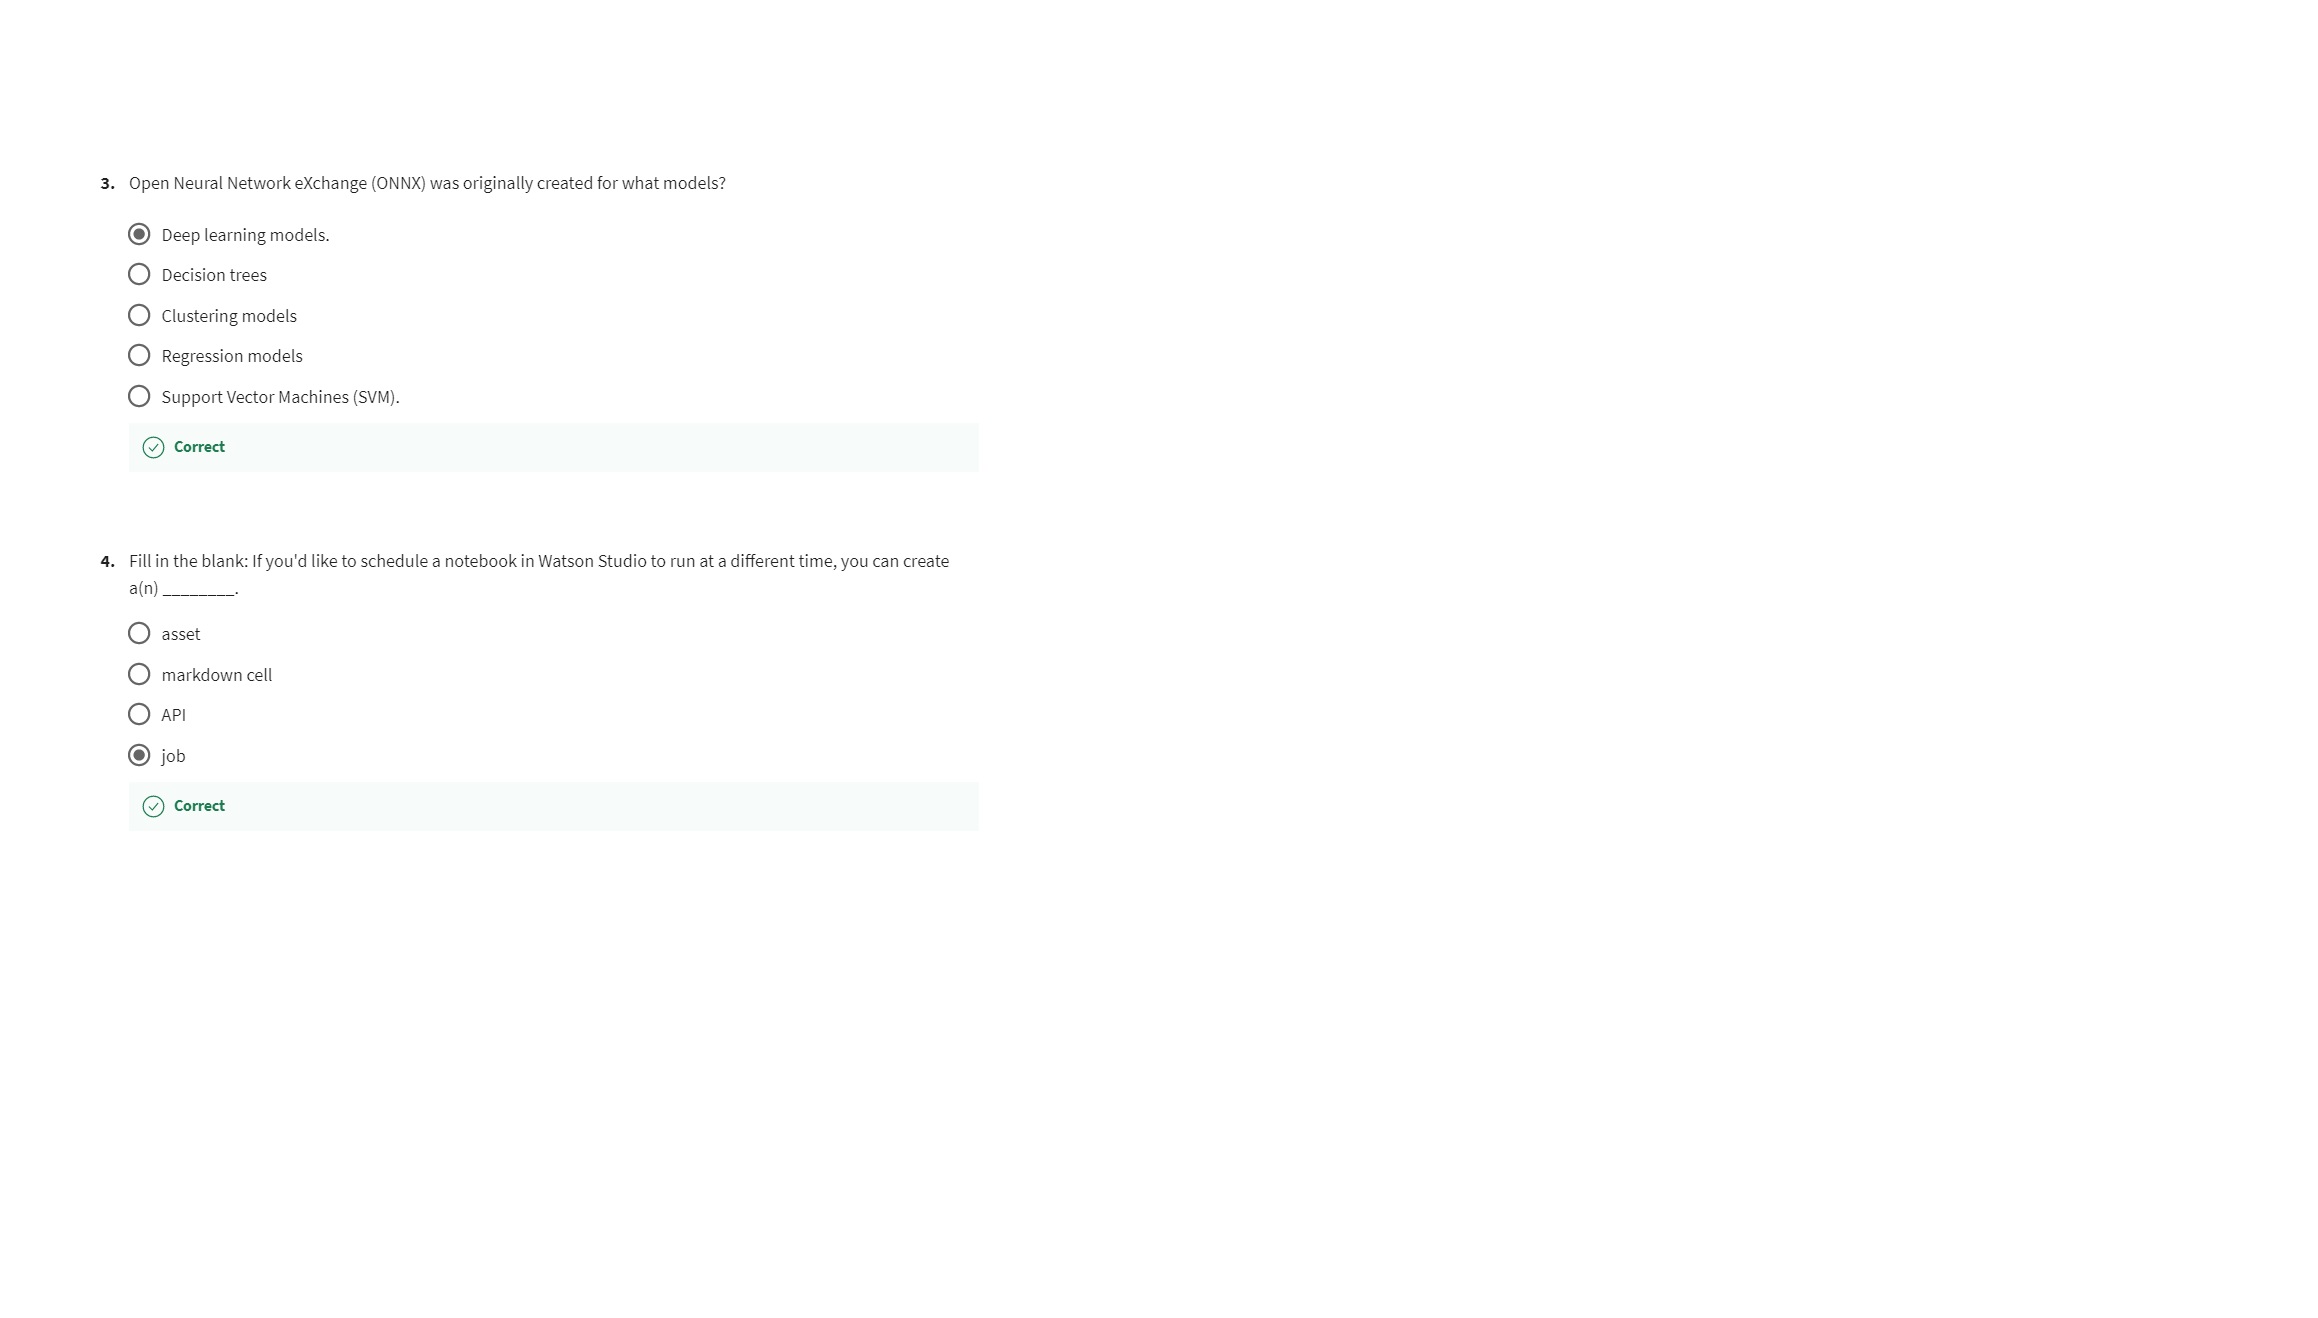 3. Open Neural Network eXchange (ONNX) was originally created for what models?
Deep learning models.
Decision trees
Clustering models
Regression models
Support Vector Machines (SVM).
Correct
4. Fill in the blank: If you'd like to schedule a notebook in Watson Studio to run at a different time, you can create
a(n) ________.
asset
markdown cell
API
job
Correct